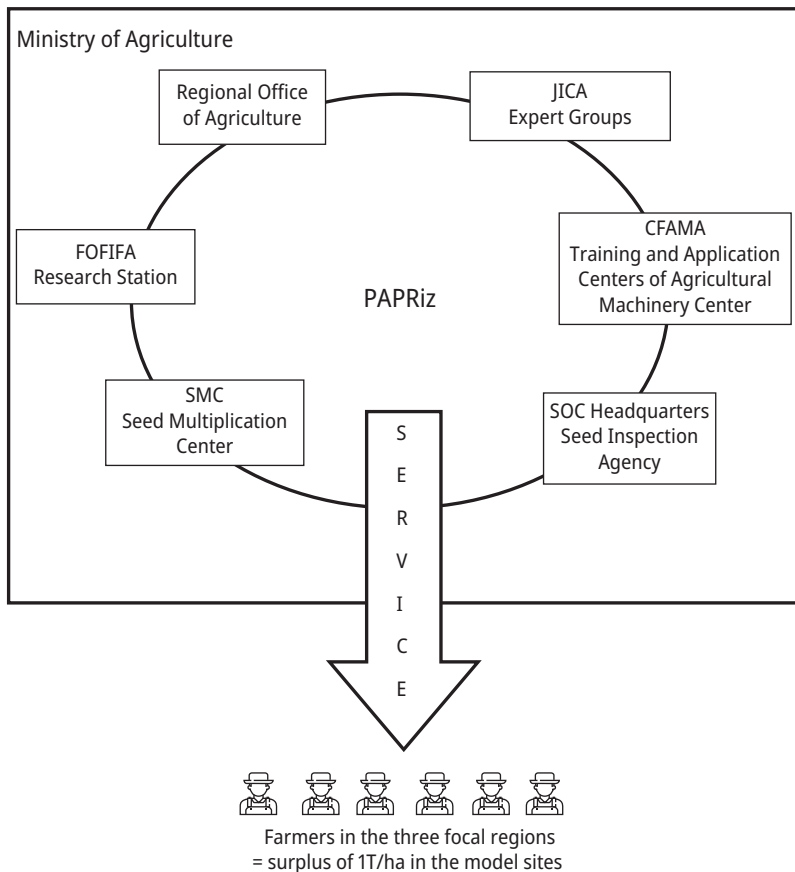 Ministry of Agriculture
Regional Office
of Agriculture
JICA
Expert Groups
FOFIFA
Research Station
CFAMA
Training and Application
Centers of Agricultural
Machinery Center
PAPRiz
SMC
Seed Multiplication
Center
SOC Headquarters
Seed Inspection
Agency
S
E
R
V
I
C
E
Farmers in the three focal regions
= surplus of 1T/ha in the model sites